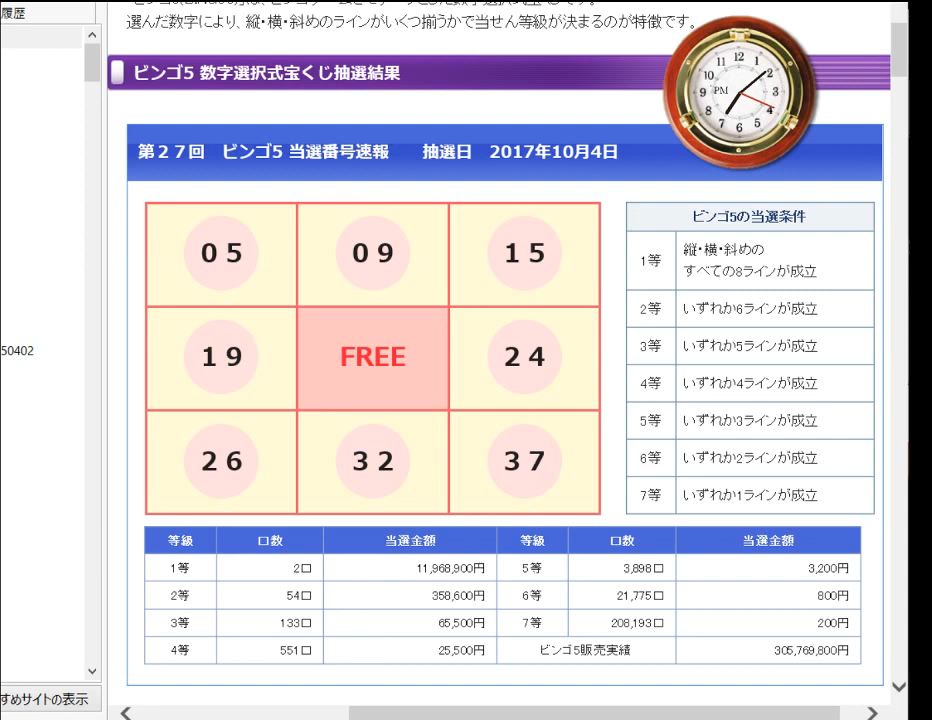 履歴
選んだ数字により、縦・横・斜めのラインがいくつ揃うかで当せん等級が決まるのが特徴です。
ビンゴ5 数字選択式宝くじ抽選結果
12
11 1
10 2
9 PM 3
8 4
7 6 5
第２７回 ビンゴ5 当選番号速報 抽選日 2017年10月4日
05 09 15
19 FREE 24
26 32 37
ビンゴ5の当選条件
1等 縦・横・斜めの
すべての8ラインが成立
2等 いずれか6ラインが成立
3等 いずれか5ラインが成立
4等 いずれか4ラインが成立
5等 いずれか3ラインが成立
6等 いずれか2ラインが成立
7等 いずれか1ラインが成立
50402
等級 口数 当選金額 等級 口数 当選金額
1等 2口 11,968,900円 5等 3,898口 3,200円
2等 54口 358,600円 6等 21,775口 800円
3等 133口 65,500円 7等 208,193口 200円
4等 551口 25,500円 ビンゴ5販売実績 305,769,800円
すめサイトの表示